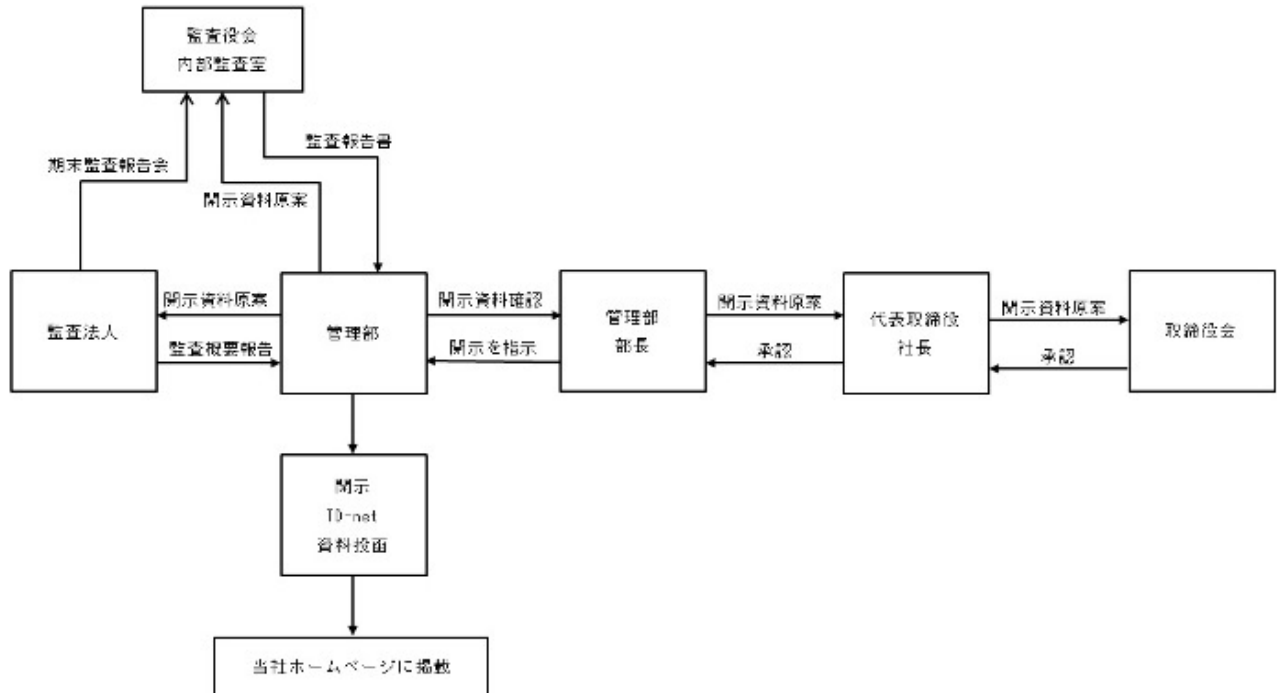 監査役会
内部監査室
監査報告書
期末監査報告会
開示資料原案
監査法人
開示資料原案
監査概要報告
管理部
開示資料確認
開示を指示
管理部
部長
開示資料原案
承認
代表取締役
社長
開示資料原案
承認
取締役会
開示
TD-net
資料投函
当社ホームページに掲載